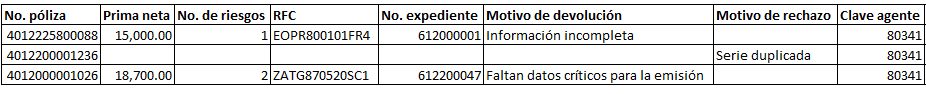 No. póliza Prima neta No. de riesgos RFC No. expediente Motivo de devolución Motivo de rechazo Clave agente
4012225800088 15,000.00 1 EOPR800101FR4 612000001 Información incompleta 80341
4012200001236 Serie duplicada 80341
4012000001026 18,700.00 2 ZATG870520SC1 612200047 Faltan datos críticos para la emisión 80341